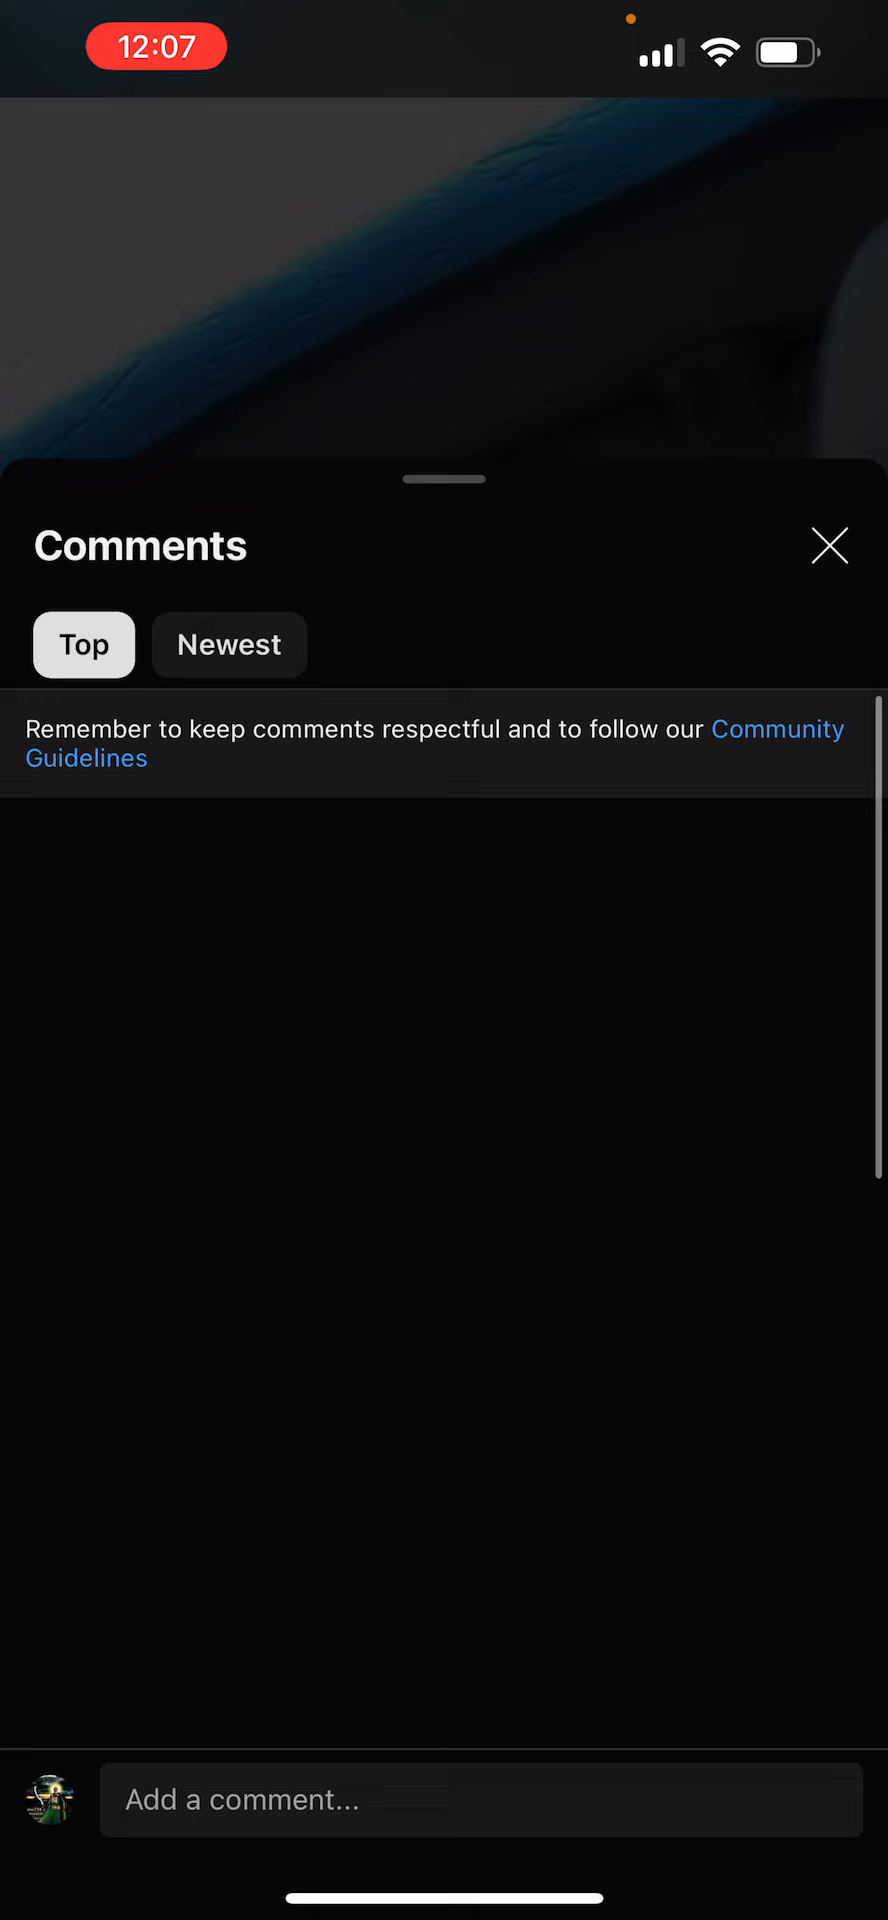 12:07
Comments
Top
Newest
Remember to keep comments respectful and to follow our Community
Guidelines
Add a comment...